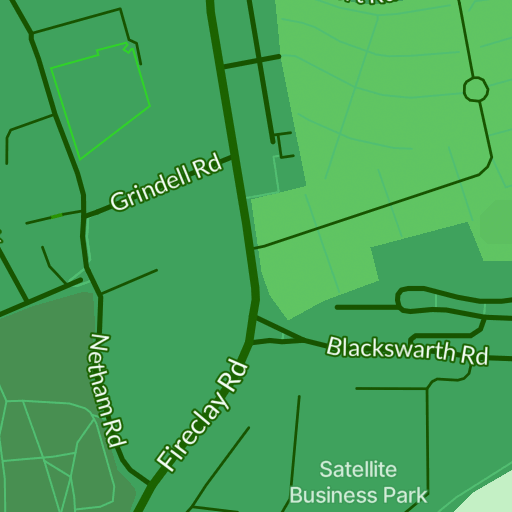 Grindell Rd
Blackswarth Rd
Netham Rd
Fireclay Rd
Satellite
Business Park